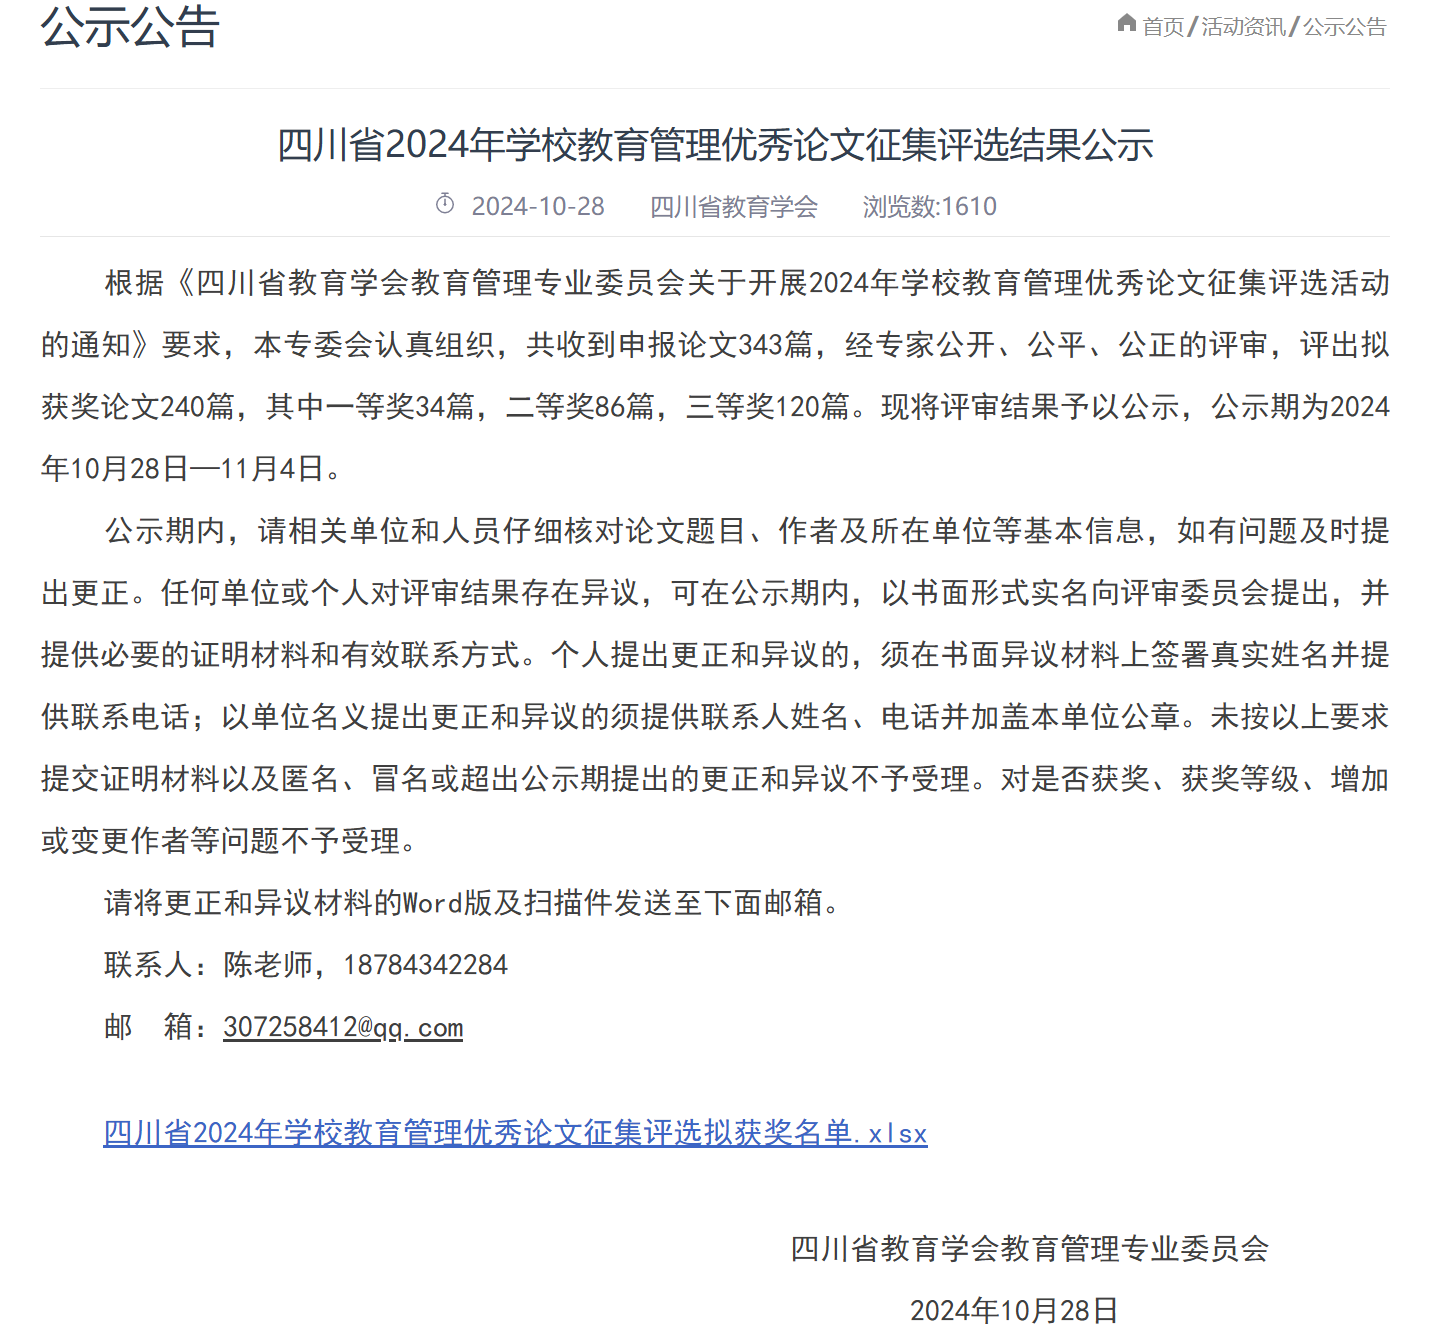 公示公告
首页/活动资讯/公示公告
四川省2024年学校教育管理优秀论文征集评选结果公示
2024-10-28 四川省教育学会 浏览数:1610
根据《四川省教育学会教育管理专业委员会关于开展2024年学校教育管理优秀论文征集评选活动
的通知》要求，本专委会认真组织，共收到申报论文343篇，经专家公开、公平、公正的评审，评出拟
获奖论文240篇，其中一等奖34篇，二等奖86篇，三等奖120篇。现将评审结果予以公示，公示期为2024
年10月28日—11月4日。
公示期内，请相关单位和人员仔细核对论文题目、作者及所在单位等基本信息，如有问题及时提
出更正。任何单位或个人对评审结果存在异议，可在公示期内，以书面形式实名向评审委员会提出，并
提供必要的证明材料和有效联系方式。个人提出更正和异议的，须在书面异议材料上签署真实姓名并提
供联系电话；以单位名义提出更正和异议的须提供联系人姓名、电话并加盖本单位公章。未按以上要求
提交证明材料以及匿名、冒名或超出公示期提出的更正和异议不予受理。对是否获奖、获奖等级、增加
或变更作者等问题不予受理。
请将更正和异议材料的Word版及扫描件发送至下面邮箱。
联系人：陈老师，18784342284
邮　箱：307258412@qq.com
四川省2024年学校教育管理优秀论文征集评选拟获奖名单.xlsx
四川省教育学会教育管理专业委员会
2024年10月28日